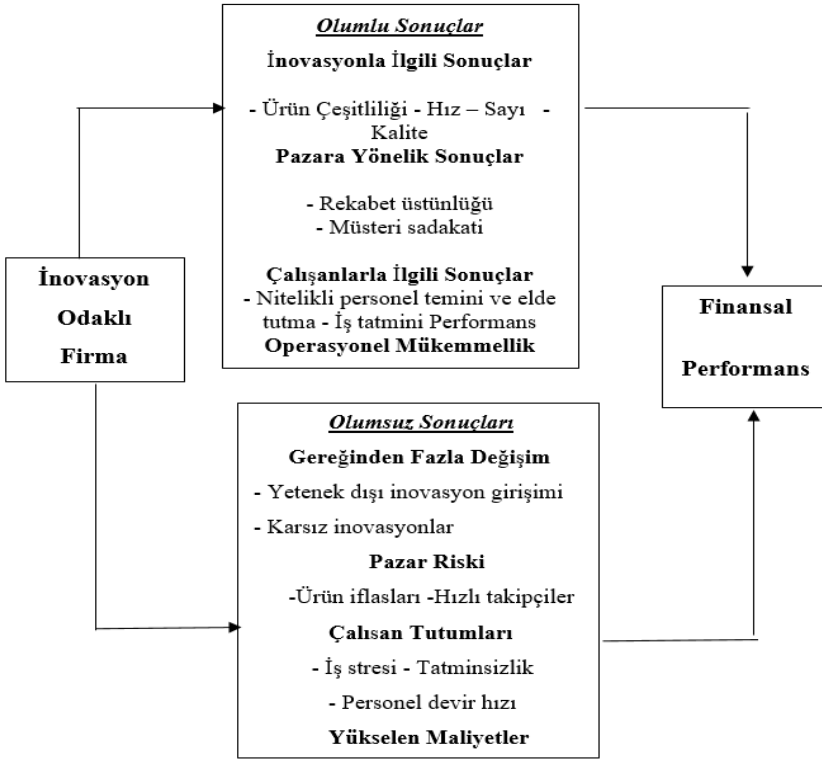 İnovasyon
Odaklı
Firma
Olumlu Sonuçlar
İnovasyonla İlgili Sonuçlar
- Ürün Çeşitliliği - Hız – Sayı -
Kalite
Pazara Yönelik Sonuçlar
- Rekabet üstünlüğü
- Müsteri sadakati
Çalışanlarla İlgili Sonuçlar
- Nitelikli personel temini ve elde
tutma - İş tatmini Performans
Operasyonel Mükemmellik
Olumsuz Sonuçları
Gereğinden Fazla Değişim
- Yetenek dışı inovasyon girişimi
- Karsız inovasyonlar
Pazar Riski
-Ürün iflasları -Hızlı takipçiler
Çalısan Tutumları
- İş stresi - Tatminsizlik
- Personel devir hızı
Yükselen Maliyetler
Finansal
Performans